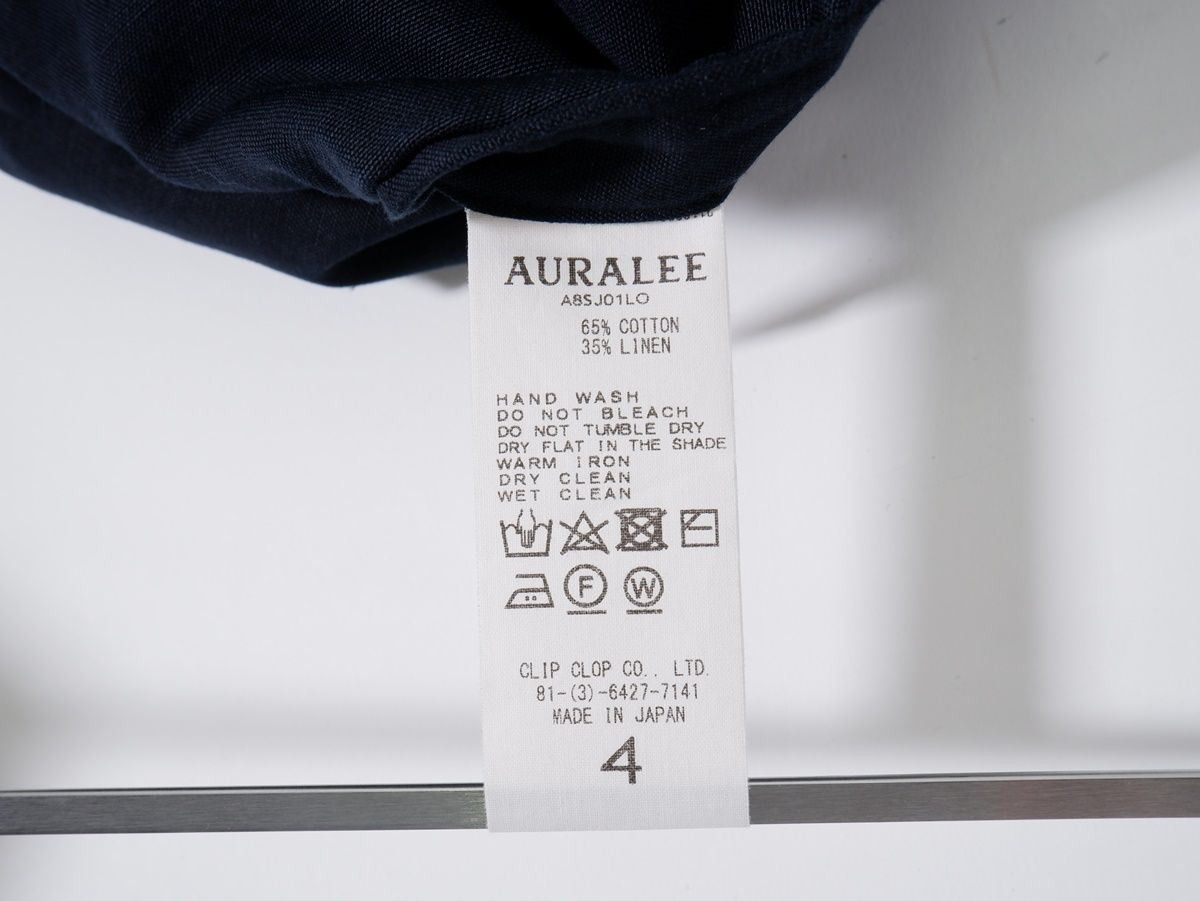 AURALEE
A8SJ01LO
65% COTTON
35% LINEN
HAND WASH
DO NOT BLEACH
DO NOT TUMBLE DRY
DRY FLAT IN THE SHADE
WARM IRON
DRY CLEAN
WET CLEAN
F W
CLIP CLOP CO., LTD.
81-(3)-6427-7141
MADE IN JAPAN
4